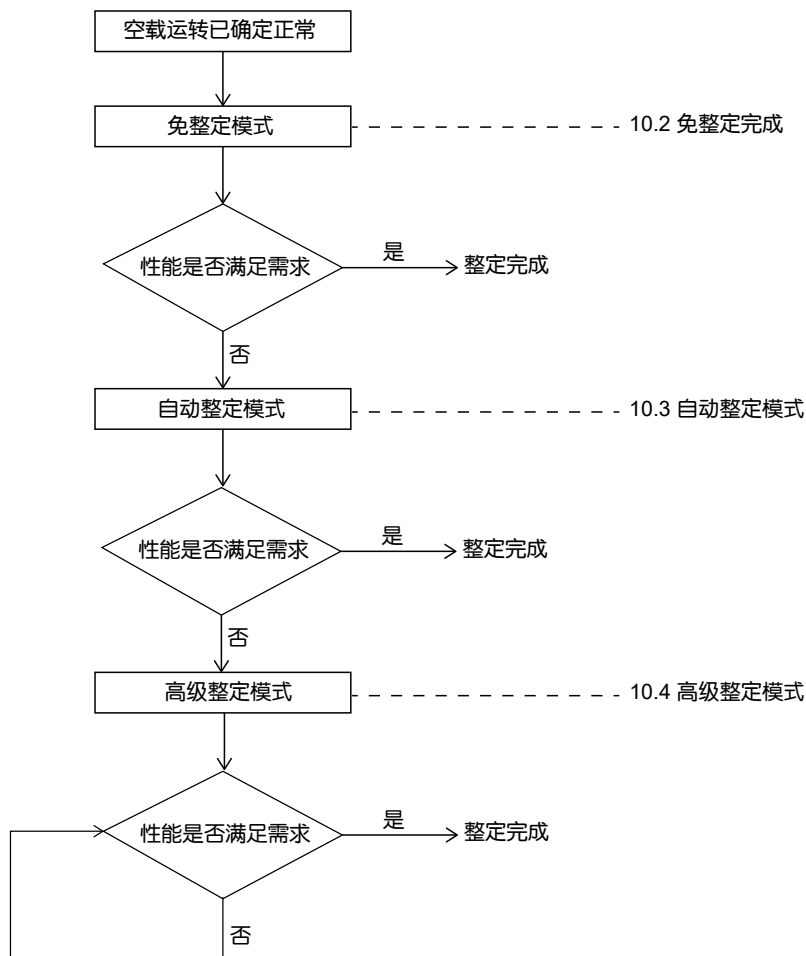 空载运转已确定正常
免整定模式
10.2 免整定完成
性能是否满足需求
是
整定完成
否
自动整定模式
10.3 自动整定模式
性能是否满足需求
是
整定完成
否
高级整定模式
10.4 高级整定模式
性能是否满足需求
是
整定完成
否